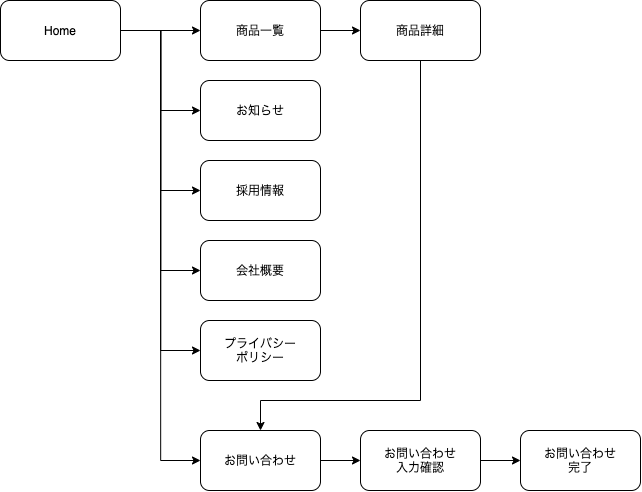 Home
商品一覧
商品詳細
お知らせ
採用情報
会社概要
プライバシー
ポリシー
お問い合わせ
お問い合わせ
入力確認
お問い合わせ
完了